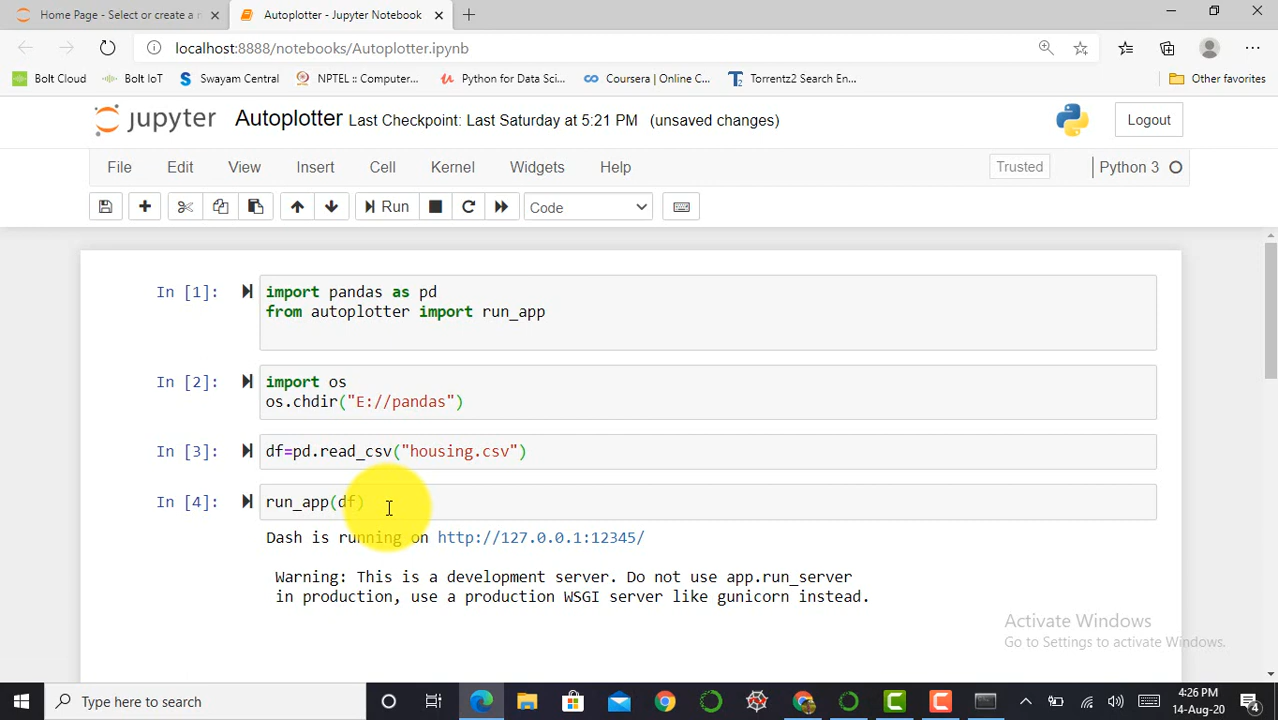 Home Page - Select or create a n
Autoplotter - Jupyter Notebook
localhost:8888/notebooks/Autoplotter.ipynb
Bolt Cloud
Bolt IoT
Swayam Central
NPTEL :: Computer...
Python for Data Sci...
Coursera | Online C...
Torrentz2 Search En...
Other favorites
jupyter Autoplotter Last Checkpoint: Last Saturday at 5:21 PM (unsaved changes)
Logout
File Edit View Insert Cell Kernel Widgets Help
Trusted
Python 3
Run
Code
In [1]: import pandas as pd
from autoplotter import run_app
In [2]: import os
os.chdir("E://pandas")
In [3]: df=pd.read_csv("housing.csv")
In [4]: run_app(df)
Dash is running on http://127.0.0.1:12345/
Warning: This is a development server. Do not use app.run_server
in production, use a production WSGI server like gunicorn instead.
Activate Windows
Go to Settings to activate Windows.
Type here to search
4:26 PM
14-Aug-20
4